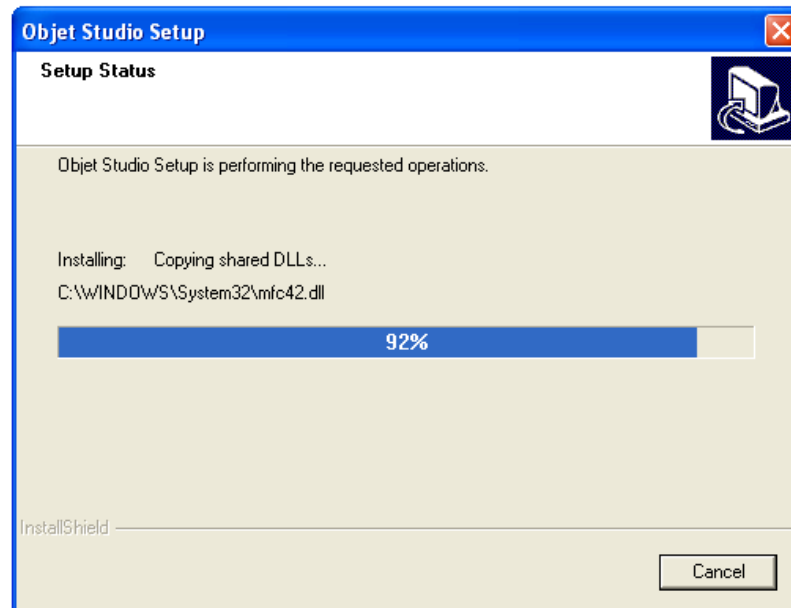 Objet Studio Setup
Setup Status
Objet Studio Setup is performing the requested operations.
Installing: Copying shared DLLs...
C:\WINDOWS\System32\mfc42.dll
92%
InstallShield
Cancel